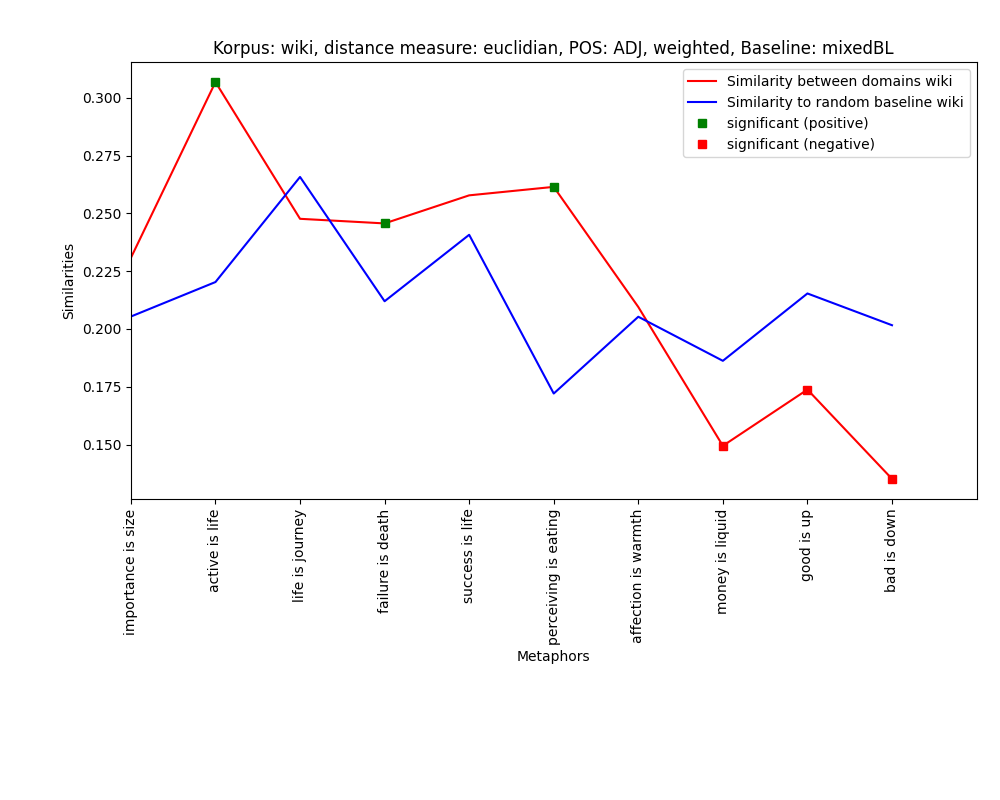 Korpus: wiki, distance measure: euclidian, POS: ADJ, weighted, Baseline: mixedBL
Similarity between domains wiki
Similarity to random baseline wiki
significant (positive)
significant (negative)
0.300
0.275
0.250
0.225
0.200
0.175
0.150
Similarities
importance is size
active is life
life is journey
failure is death
success is life
perceiving is eating
affection is warmth
money is liquid
good is up
bad is down
Metaphors